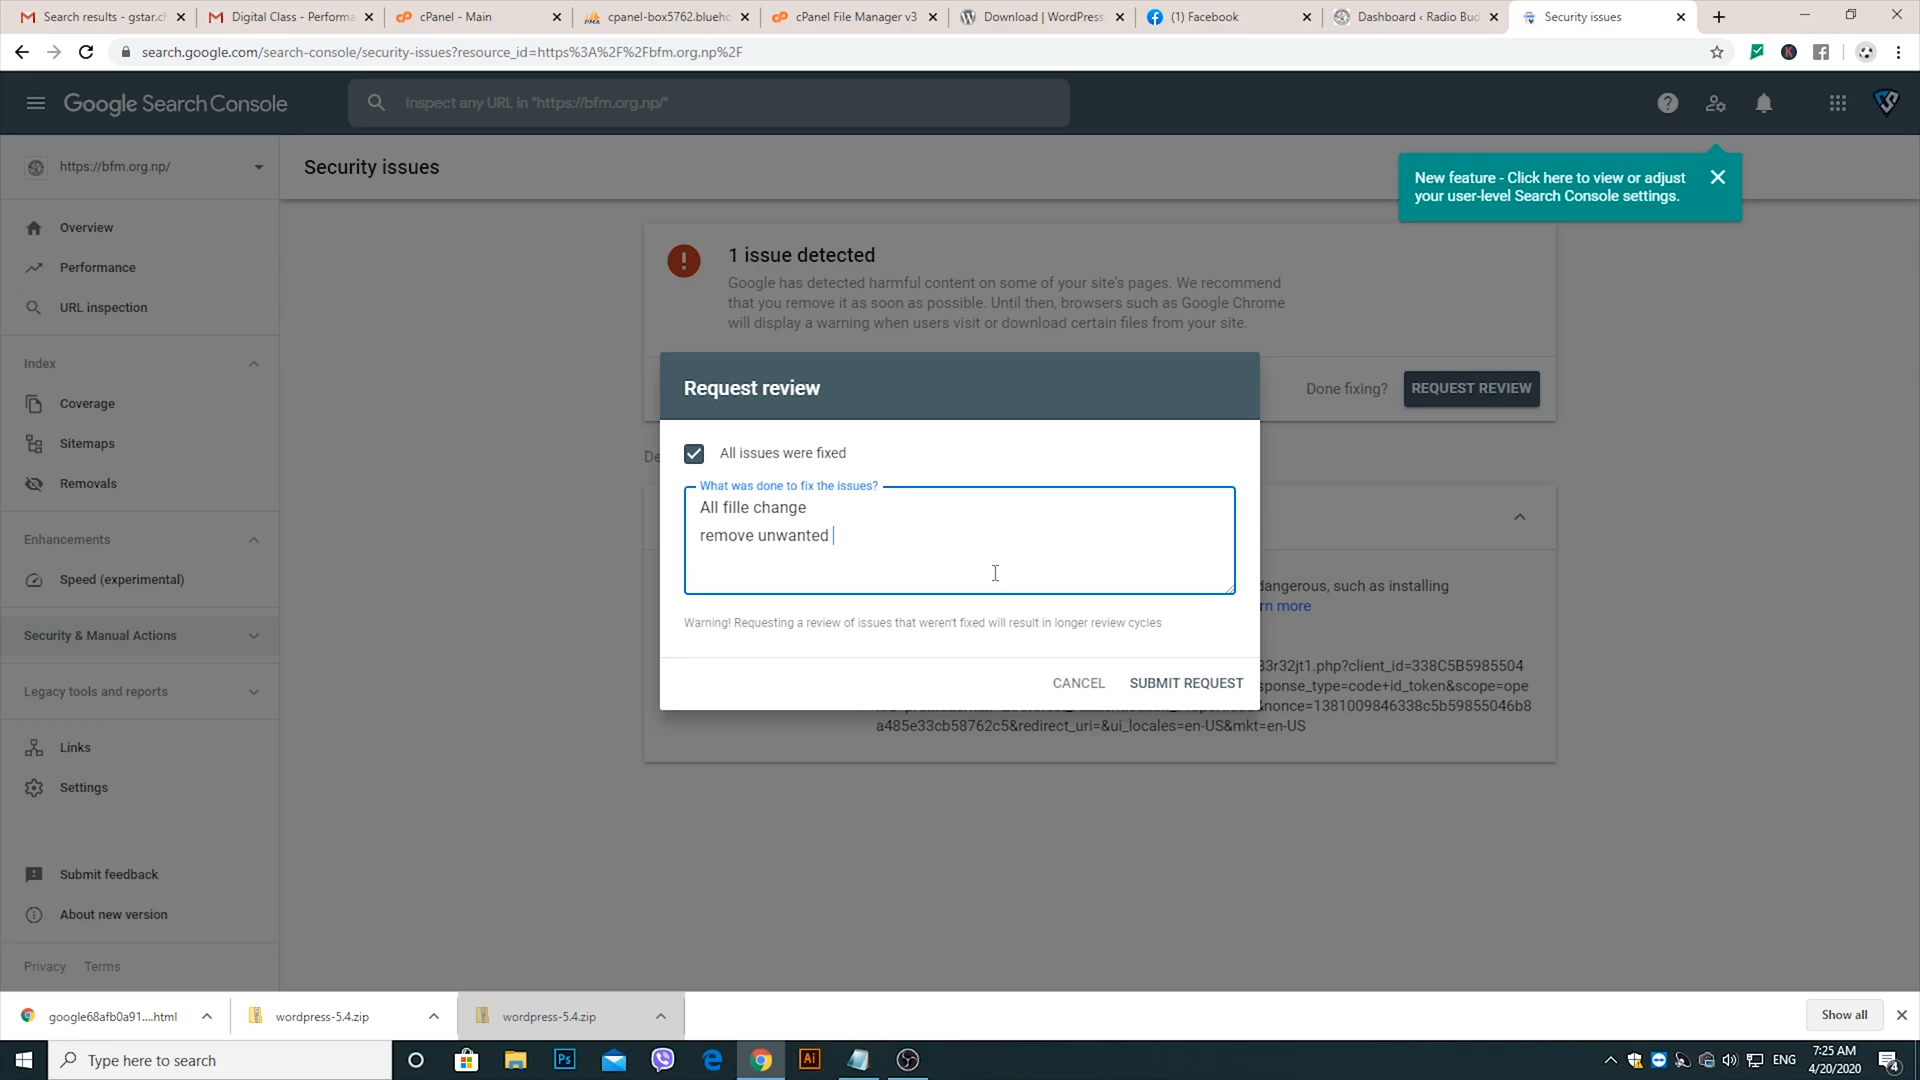 Search results - gstar.c
Digital Class - Performa
cPanel - Main
cpanel-box5762.blueho
cPanel File Manager v3
Download | WordPress.
(1) Facebook
Dashboard ‹ Radio Bud
Security issues
search.google.com/search-console/security-issues?resource_id=https%3A%2F%2Fbfm.org.np%2F
Google Search Console
Inspect any URL in "https://bfm.org.np/"
https://bfm.org.np/
Security issues
New feature - Click here to view or adjust
your user-level Search Console settings.
Overview
Performance
URL inspection
Index
Coverage
Sitemaps
Removals
Enhancements
Speed (experimental)
Security & Manual Actions
Legacy tools and reports
Links
Settings
Submit feedback
About new version
Privacy Terms
1 issue detected
Google has detected harmful content on some of your site's pages. We recommend
that you remove it as soon as possible. Until then, browsers such as Google Chrome
will display a warning when users visit or download certain files from your site.
Done fixing? REQUEST REVIEW
Request review
All issues were fixed
What was done to fix the issues?
All fille change
remove unwanted
Warning! Requesting a review of issues that weren't fixed will result in longer review cycles
CANCEL SUBMIT REQUEST
De
dangerous, such as installing
rn more
3r32jt1.php?client_id=338C5B5985504
sponse_type=code+id_token&scope=ope
&nonce=1381009846338c5b59855046b8
a485e33cb58762c5&redirect_uri=&ui_locales=en-US&mkt=en-US
google68afb0a91....html
wordpress-5.4.zip
wordpress-5.4.zip
Show all
Type here to search
Ps
Ai
ENG
7:25 AM
4/20/2020
4